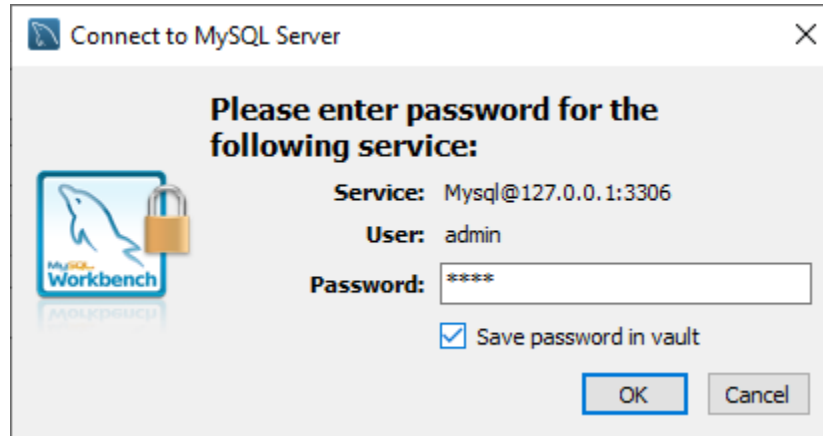 Connect to MySQL Server
Please enter password for the
following service:
Service: Mysql@127.0.0.1:3306
User: admin
Password: ****
Save password in vault
MySQL
Workbench
OK Cancel